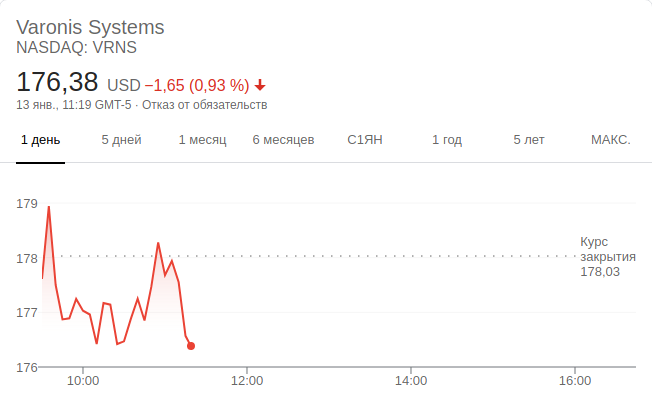 Varonis Systems
NASDAQ: VRNS
176,38 USD −1,65 (0,93 %)
13 янв., 11:19 GMT-5 · Отказ от обязательств
1 день 5 дней 1 месяц 6 месяцев С1ЯН 1 год 5 лет МАКС.
179
178
177
176
Курс
закрытия
178,03
10:00 12:00 14:00 16:00